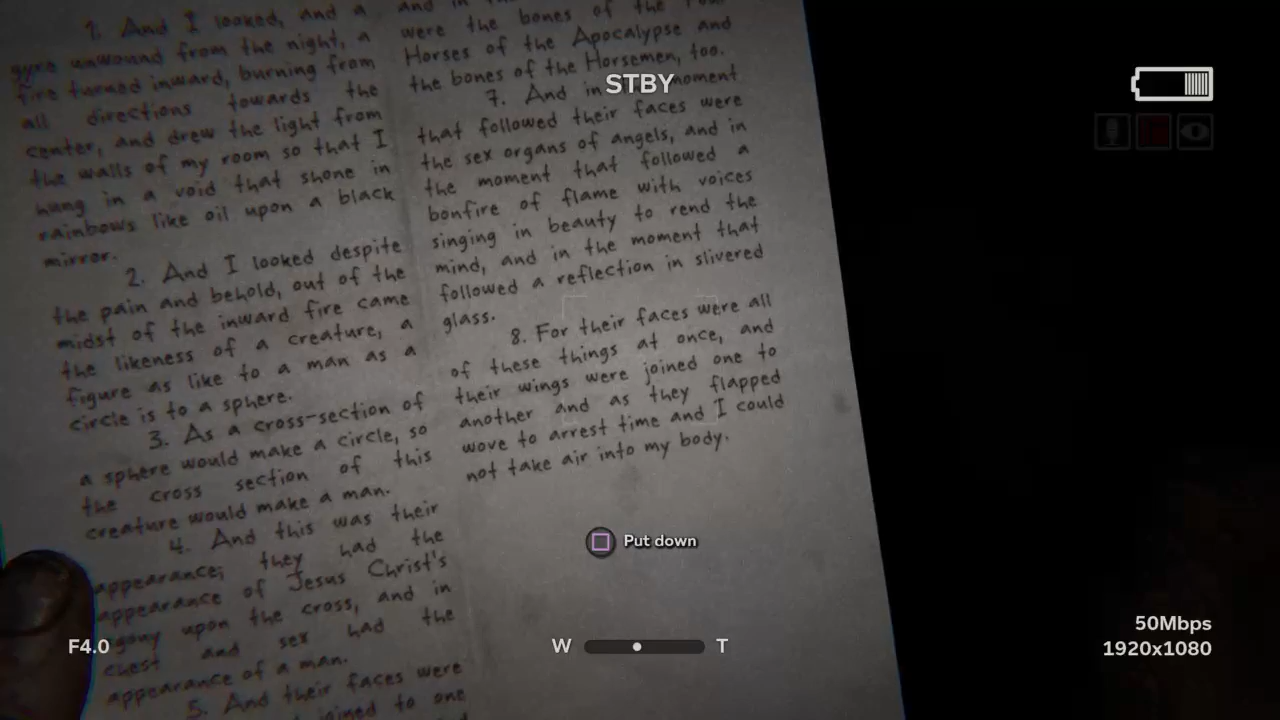 1. And I looked, and a
gyre unwound from the night, a
fire turned inward, burning from
all directions towards the
center, and drew the light from
the walls of my room so that I
hung in a void that shone in
rainbows like oil upon a black
mirror.
2. And I looked despite
the pain and behold, out of the
midst of the inward fire came
the likeness of a creature, a
figure as like to a man as a
circle is to a sphere.
3. As a cross-section of
a sphere would make a circle, so
the cross section of this
creature would make a man.
4. And this was their
appearance; they had the
appearance of Jesus Christ's
agony upon the cross, and in
chest and sex had the
appearance of a man.
5. And their faces were
joined to one
and in
were the bones of the
Horses of the Apocalypse and
the bones of the Horsemen, too.
7. And in moment
that followed their faces were
the sex organs of angels, and in
the moment that followed a
bonfire of flame with voices
singing in beauty to rend the
mind, and in the moment that
followed a reflection in slivered
glass.
8. For their faces were all
of these things at once, and
their wings were joined one to
another and as they flapped
wove to arrest time and I could
not take air into my body.
STBY
Put down
F4.0
W T
50Mbps
1920x1080